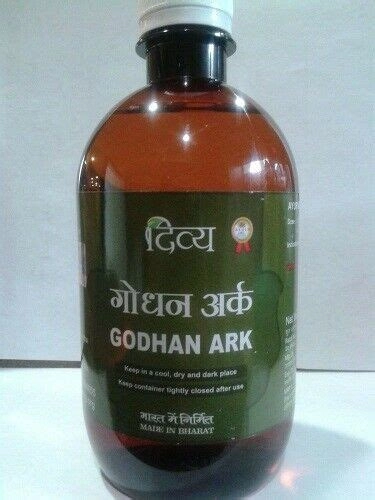 दिव्य
गोधन अर्क
GODHAN ARK
Keep in a cool, dry and dark place
Keep container tightly closed after use
भारत में निर्मित
MADE IN BHARAT